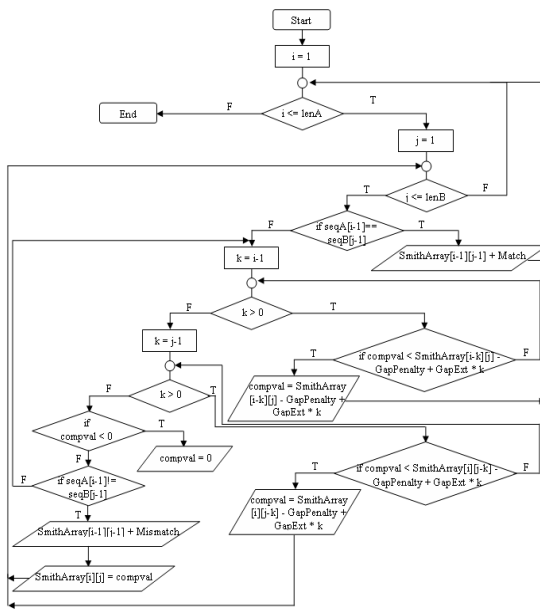 Start
i = 1
F
T
End
i <= lenA
j = 1
T
j <= lenB
F
F
if seqA[i-1]==
seqB[j-1]
T
SmithArray[i-1][j-1] + Match
k = i-1
F
k > 0
T
k = j-1
T
if compval < SmithArray[i-k][j] -
GapPenalty + GapExt * k
F
compval = SmithArray
[i-k][j] - GapPenalty +
GapExt * k
F
k > 0
T
if
compval < 0
T
compval = 0
F
T
if compval < SmithArray[i][j-k] -
GapPenalty + GapExt * k
F
F
if seqA[i-1]!=
seqB[j-1]
compval = SmithArray
[i][j-k] - GapPenalty +
GapExt * k
T
SmithArray[i-1][j-1] + Mismatch
SmithArray[i][j] = compval